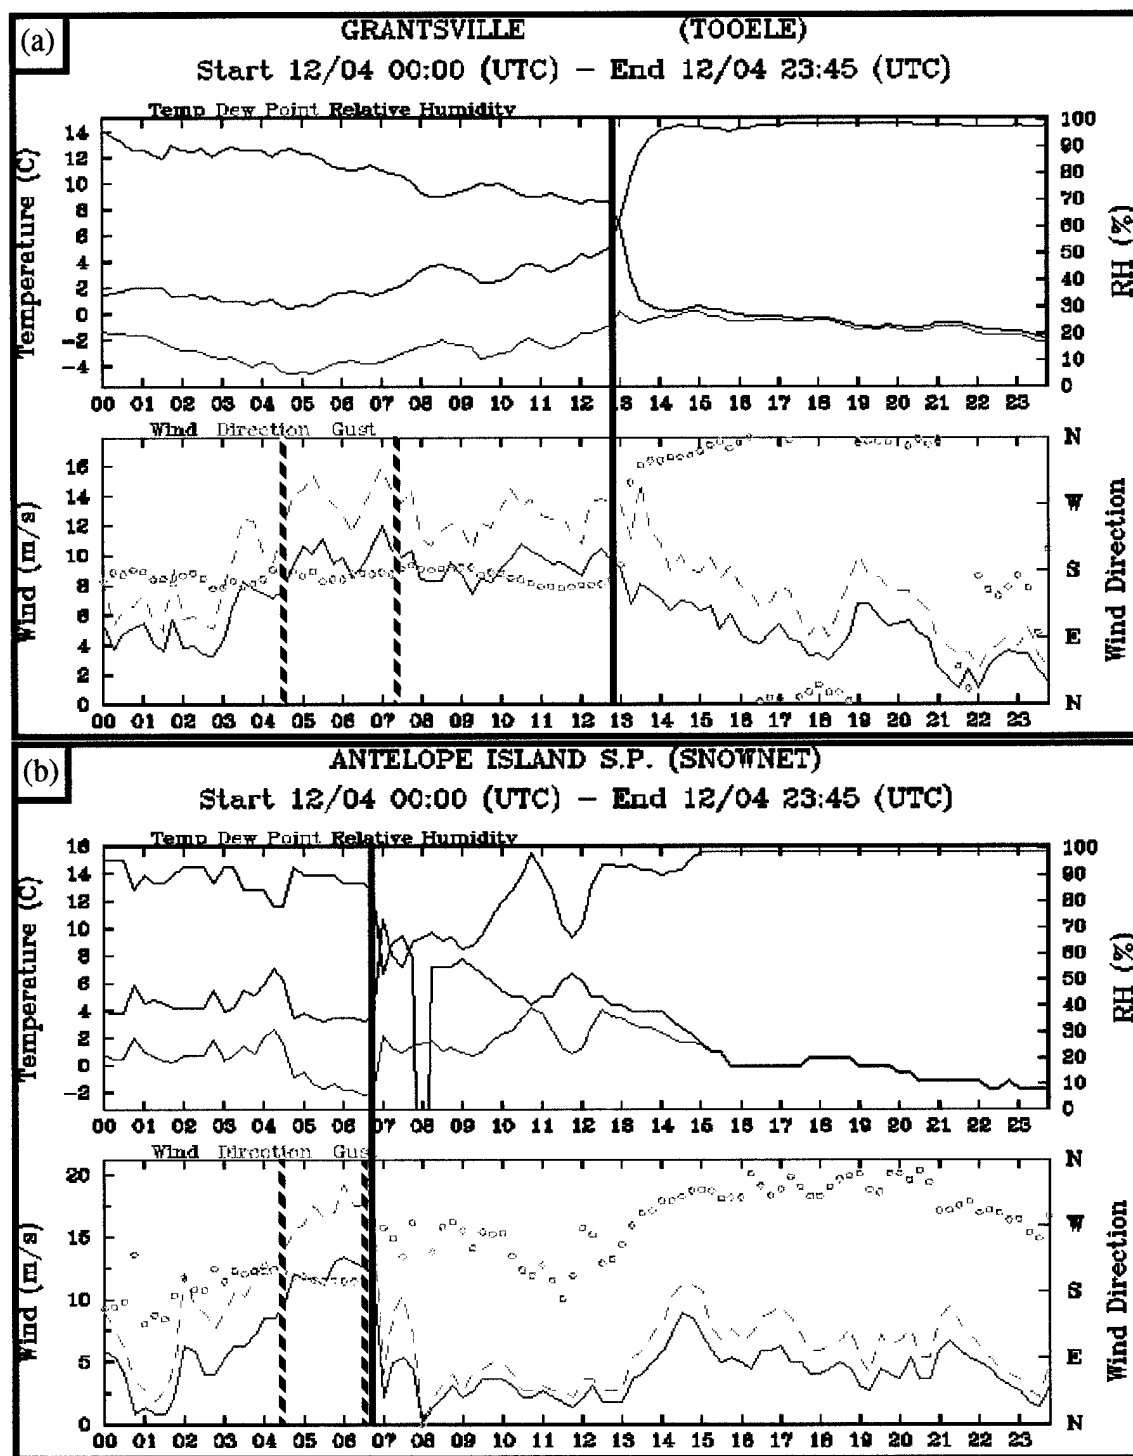 (a)
GRANTSVILLE (TOOELE)
Start 12/04 00:00 (UTC) – End 12/04 23:45 (UTC)
Temp Dew Point Relative Humidity
Temperature (C)
14
12
10
8
6
4
2
0
-2
-4
100
90
80
70
60
50
40
30
20
10
0
RH (%)
00 01 02 03 04 05 06 07 08 09 10 11 12 13 14 15 16 17 18 19 20 21 22 23
Wind Direction Gust
Wind (m/s)
16
14
12
10
8
6
4
2
0
N
W
S
E
N
Wind Direction
00 01 02 03 04 05 06 07 08 09 10 11 12 13 14 15 16 17 18 19 20 21 22 23
(b)
ANTELOPE ISLAND S.P. (SNOWNET)
Start 12/04 00:00 (UTC) – End 12/04 23:45 (UTC)
Temp Dew Point Relative Humidity
Temperature (C)
16
14
12
10
8
6
4
2
0
-2
100
90
80
70
60
50
40
30
20
10
0
RH (%)
00 01 02 03 04 05 06 07 08 09 10 11 12 13 14 15 16 17 18 19 20 21 22 23
Wind Direction Gust
Wind (m/s)
20
15
10
5
0
N
W
S
E
N
Wind Direction
00 01 02 03 04 05 06 07 08 09 10 11 12 13 14 15 16 17 18 19 20 21 22 23